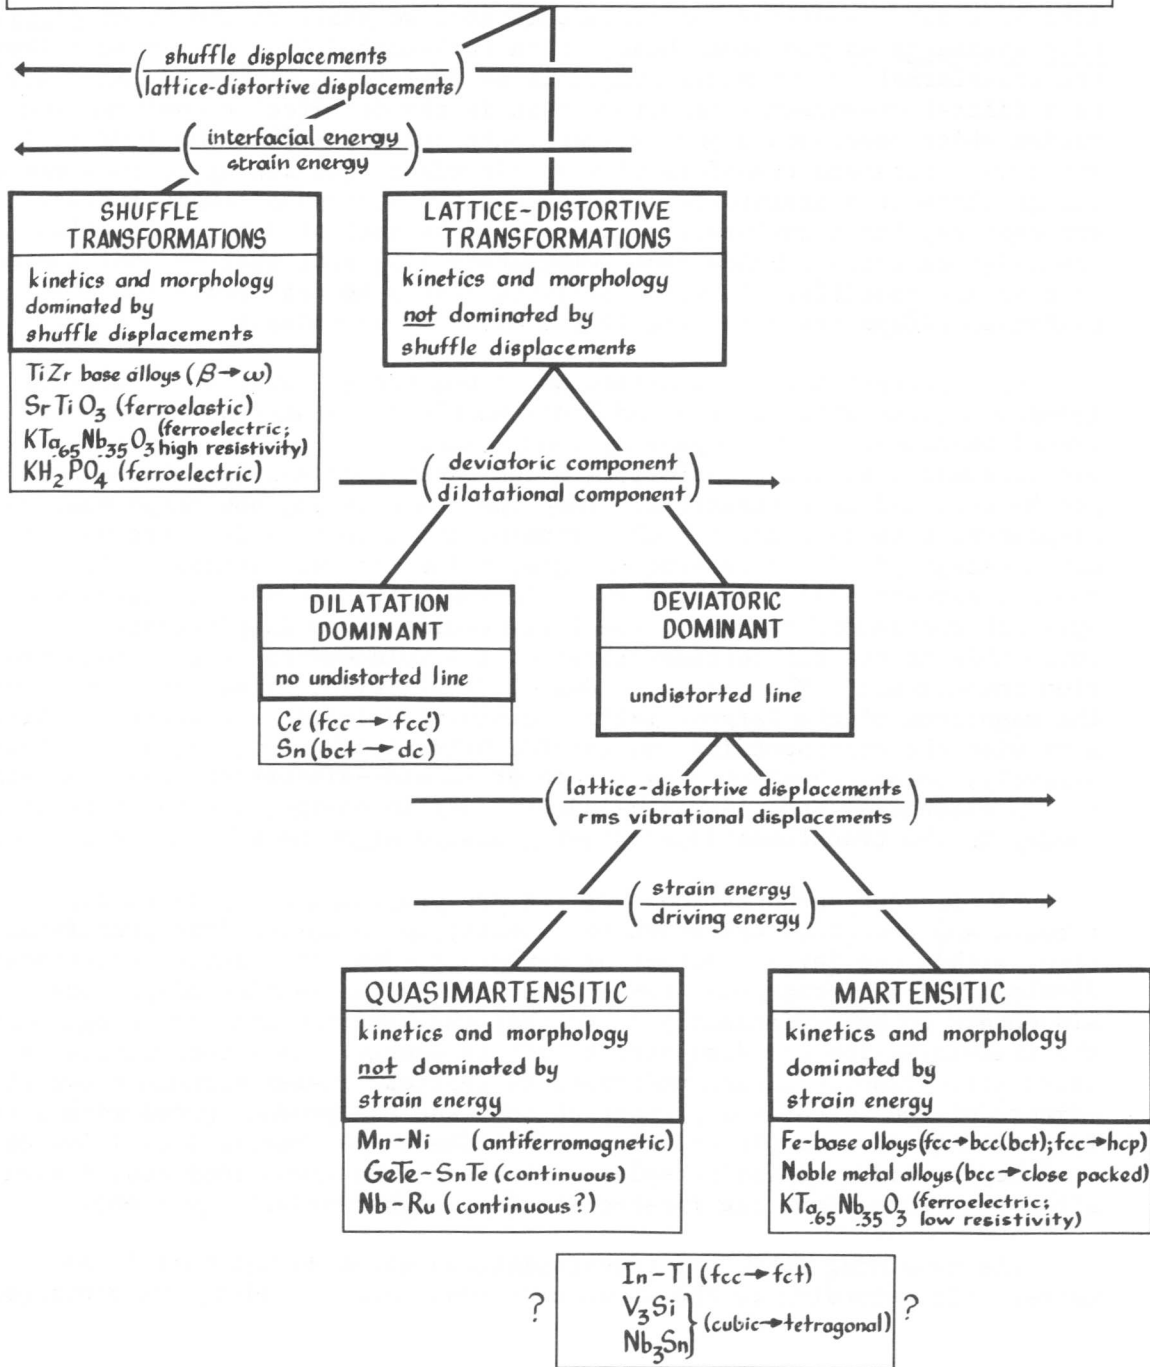 shuffle displacements
lattice-distortive displacements
interfacial energy
strain energy
SHUFFLE
TRANSFORMATIONS
kinetics and morphology
dominated by
shuffle displacements
TiZr base alloys (β→ω)
SrTiO3 (ferroelastic)
KTa.65Nb.35O3 (ferroelectric;
high resistivity)
KH2PO4 (ferroelectric)
LATTICE-DISTORTIVE
TRANSFORMATIONS
kinetics and morphology
not dominated by
shuffle displacements
(deviatoric component
dilatational component)
DILATATION
DOMINANT
no undistorted line
Ce (fcc → fcc')
Sn (bct → dc)
DEVIATORIC
DOMINANT
undistorted line
(lattice-distortive displacements
rms vibrational displacements)
(strain energy
driving energy)
QUASIMARTENSITIC
kinetics and morphology
not dominated by
strain energy
Mn-Ni (antiferromagnetic)
GeTe-SnTe (continuous)
Nb-Ru (continuous?)
MARTENSITIC
kinetics and morphology
dominated by
strain energy
Fe-base alloys (fcc→bcc(bct); fcc→hcp)
Noble metal alloys (bcc→close packed)
KTa.65Nb.35O3 (ferroelectric;
low resistivity)
? In-Tl (fcc→fct) ?
V3Si
Nb3Sn} (cubic→tetragonal)